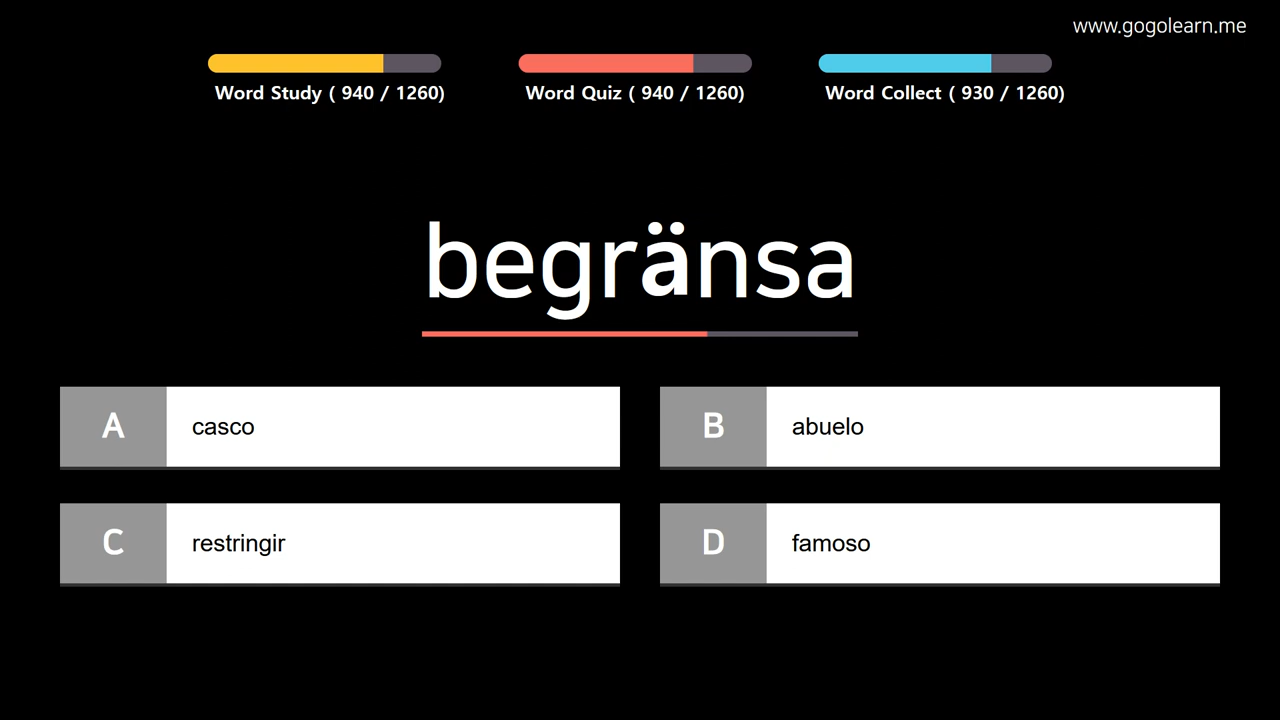 www.gogolearn.me
Word Study ( 940 / 1260)
Word Quiz ( 940 / 1260)
Word Collect ( 930 / 1260)
begränsa
A casco
B abuelo
C restringir
D famoso